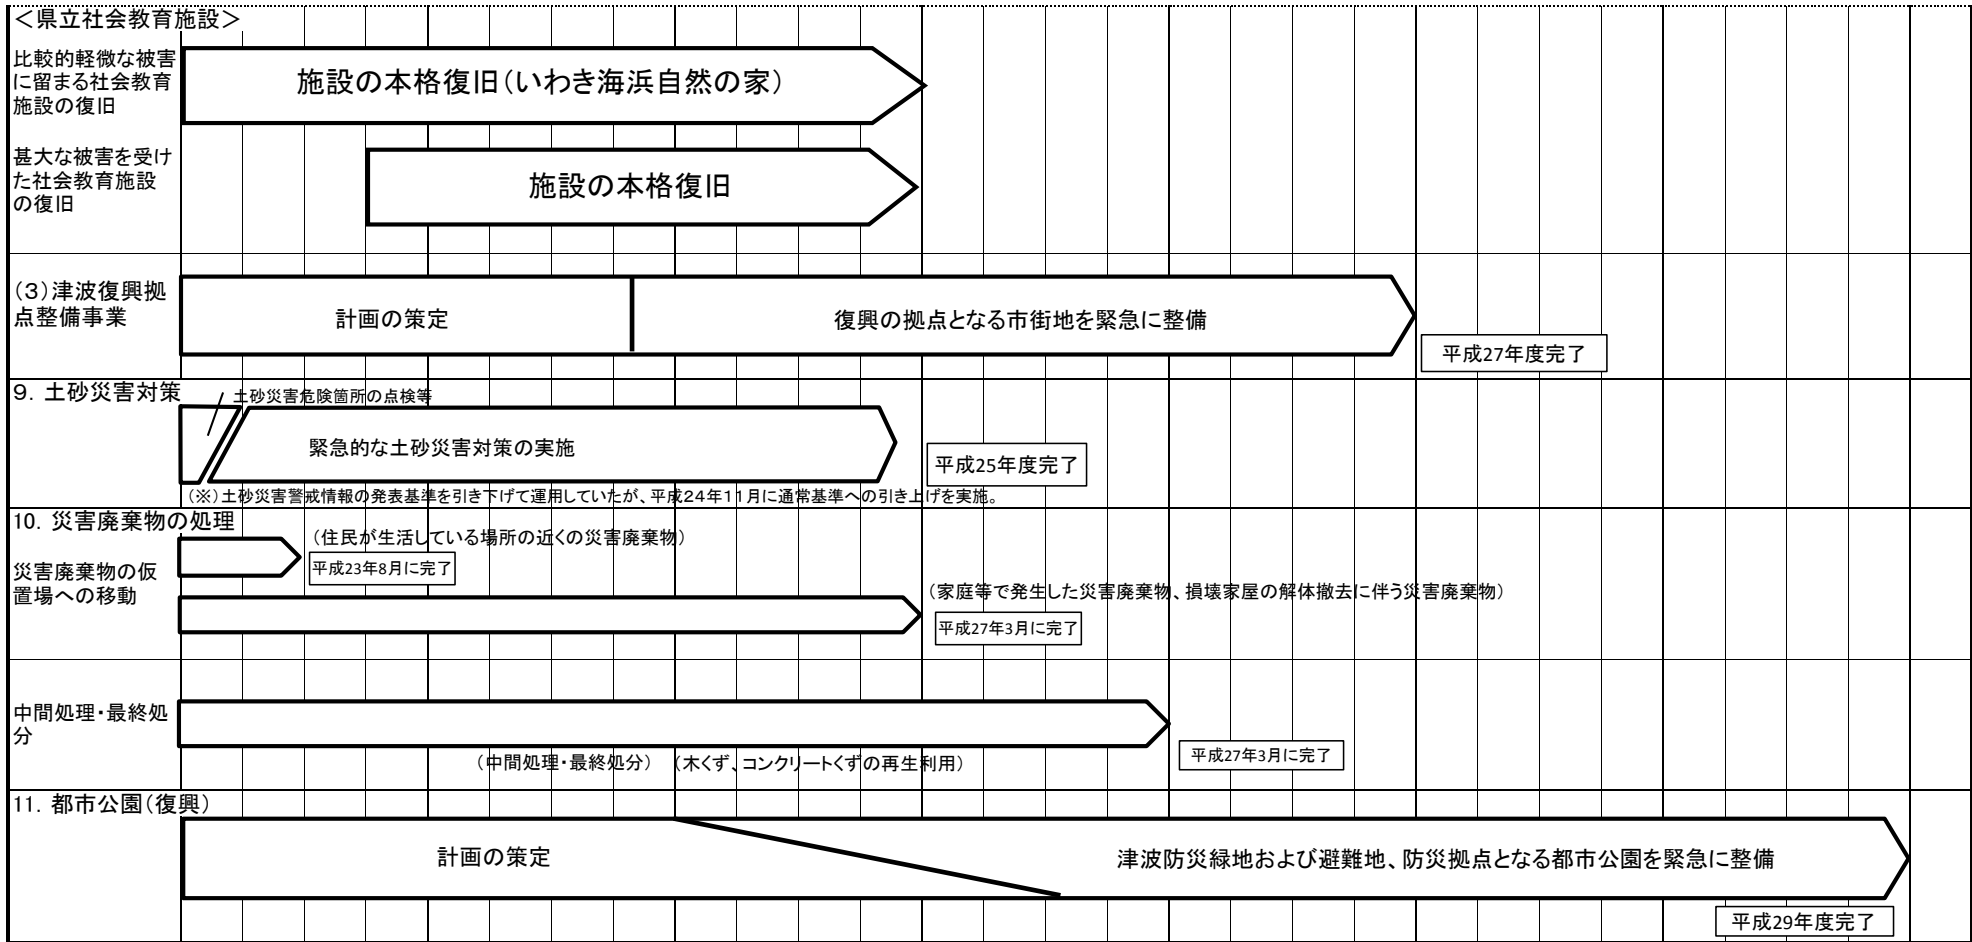 ＜県立社会教育施設＞
比較的軽微な被害
に留まる社会教育
施設の復旧
施設の本格復旧（いわき海浜自然の家）
甚大な被害を受け
た社会教育施設
の復旧
施設の本格復旧
（３）津波復興拠
点整備事業
計画の策定
復興の拠点となる市街地を緊急に整備
平成27年度完了
９．土砂災害対策
土砂災害危険箇所の点検等
緊急的な土砂災害対策の実施
平成25年度完了
（※）土砂災害警戒情報の発表基準を引き下げて運用していたが、平成２４年１１月に通常基準への引き上げを実施。
10．災害廃棄物の処理
（住民が生活している場所の近くの災害廃棄物）
平成23年8月に完了
災害廃棄物の仮
置場への移動
（家庭等で発生した災害廃棄物、損壊家屋の解体撤去に伴う災害廃棄物）
平成27年3月に完了
中間処理・最終処
分
（中間処理・最終処分）　（木くず、コンクリートくずの再生利用）
平成27年3月に完了
11．都市公園（復興）
計画の策定
津波防災緑地および避難地、防災拠点となる都市公園を緊急に整備
平成29年度完了